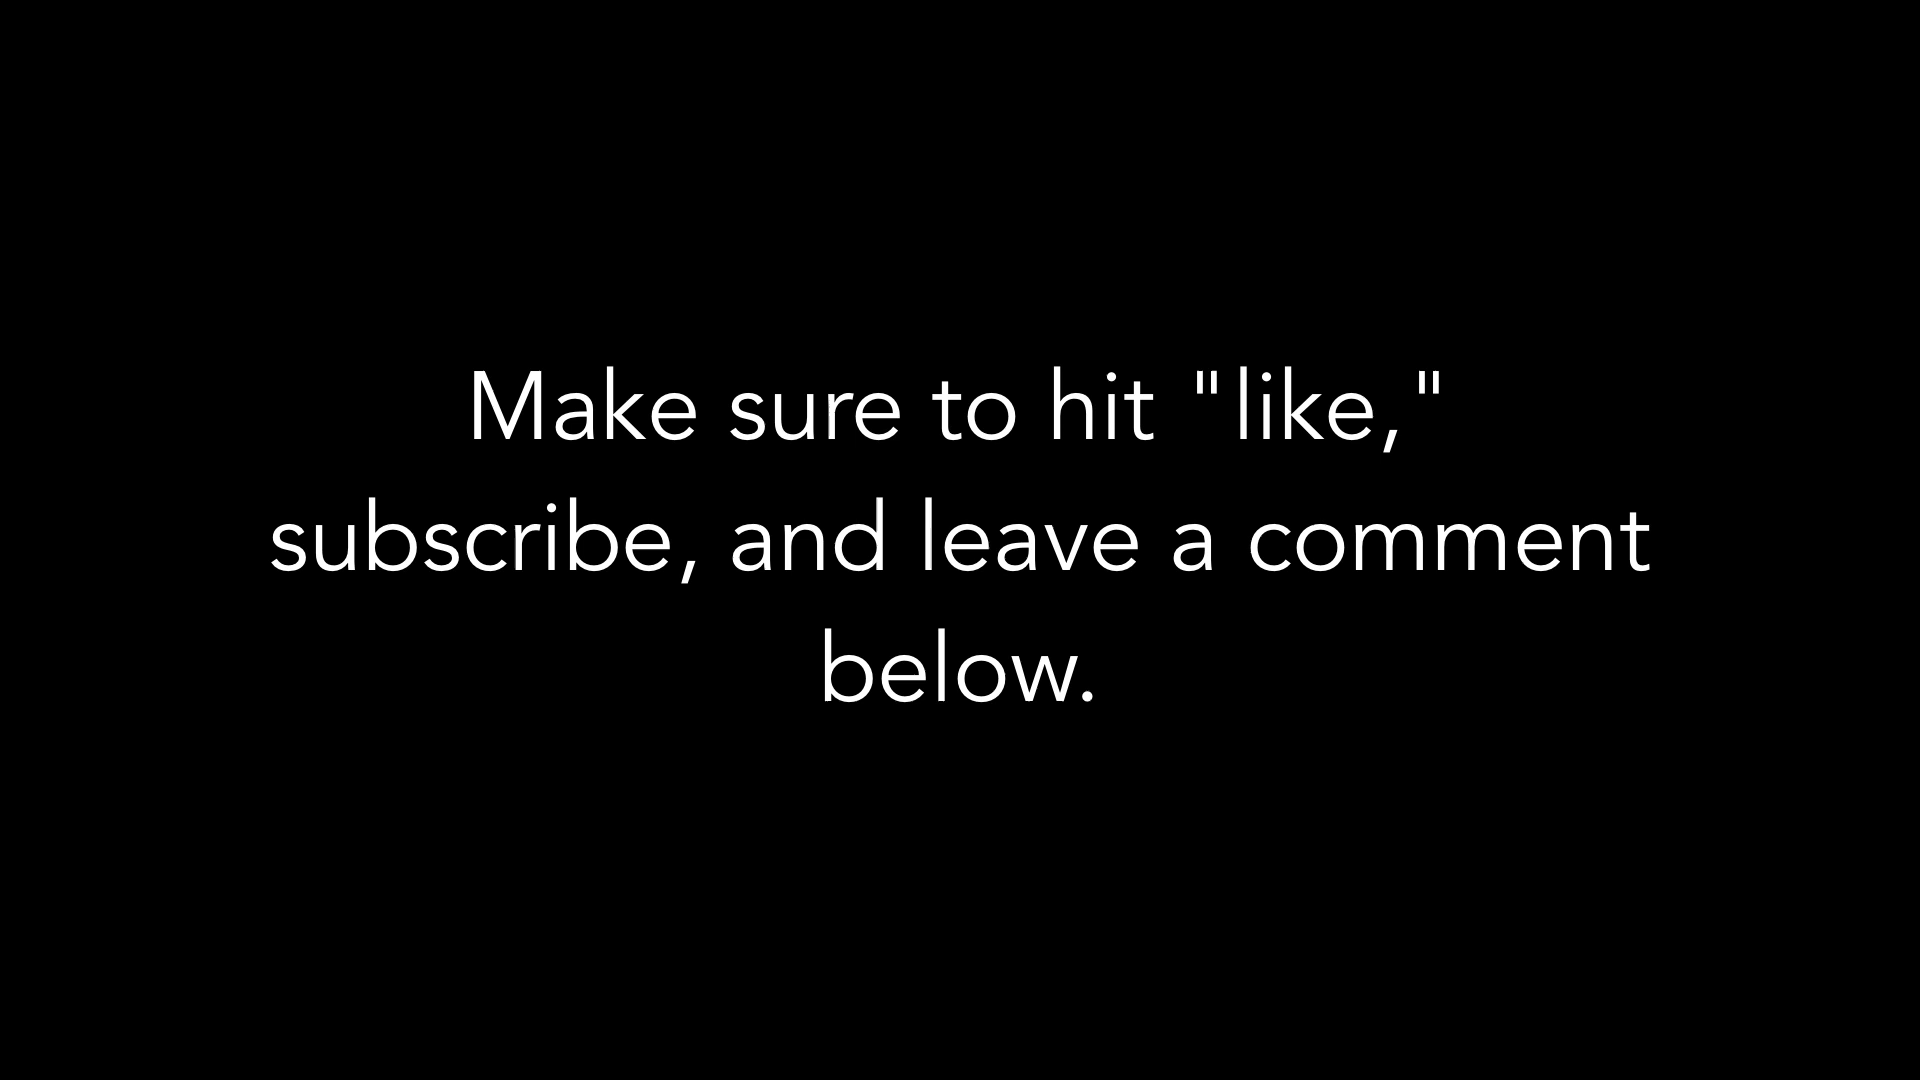 Make sure to hit "like,"
subscribe, and leave a comment
below.